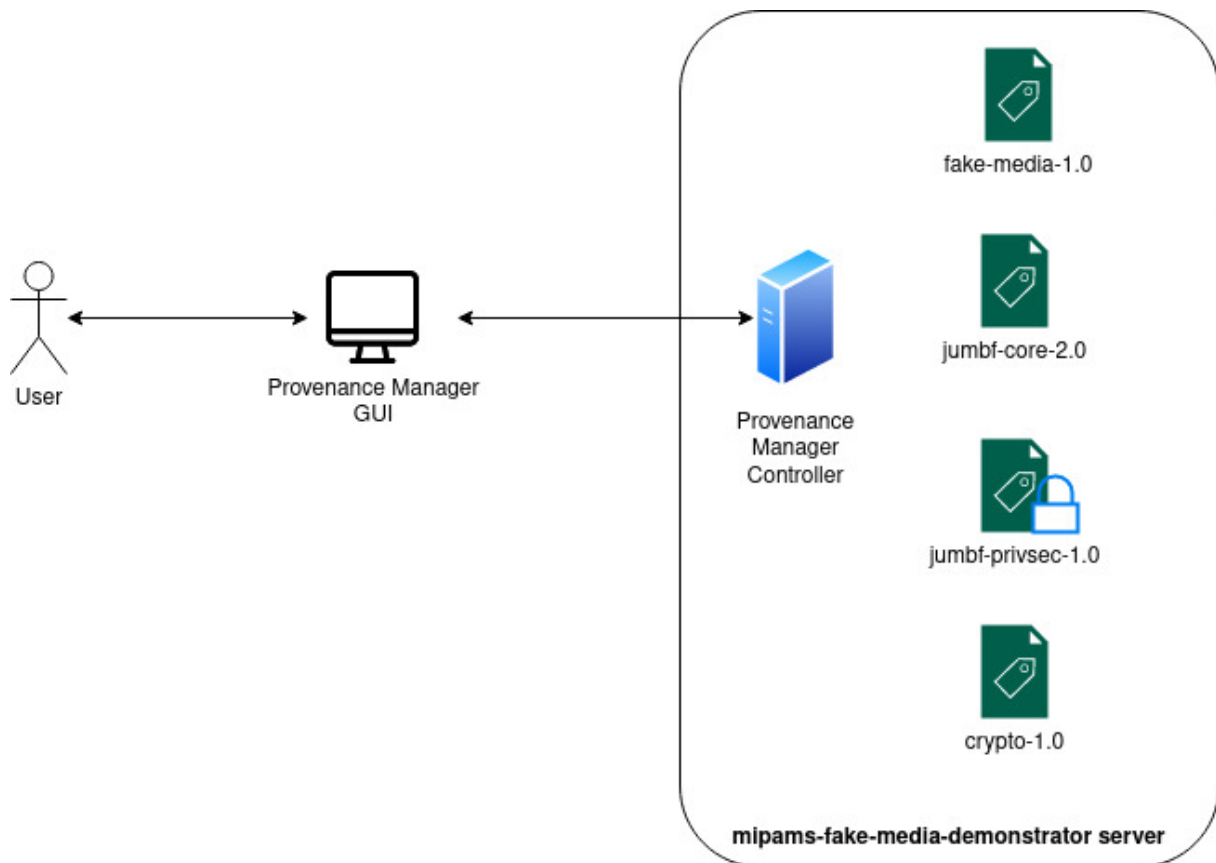 fake-media-1.0
jumbf-core-2.0
User
Provenance Manager
GUI
Provenance
Manager
Controller
jumbf-privsec-1.0
crypto-1.0
mipams-fake-media-demonstrator server